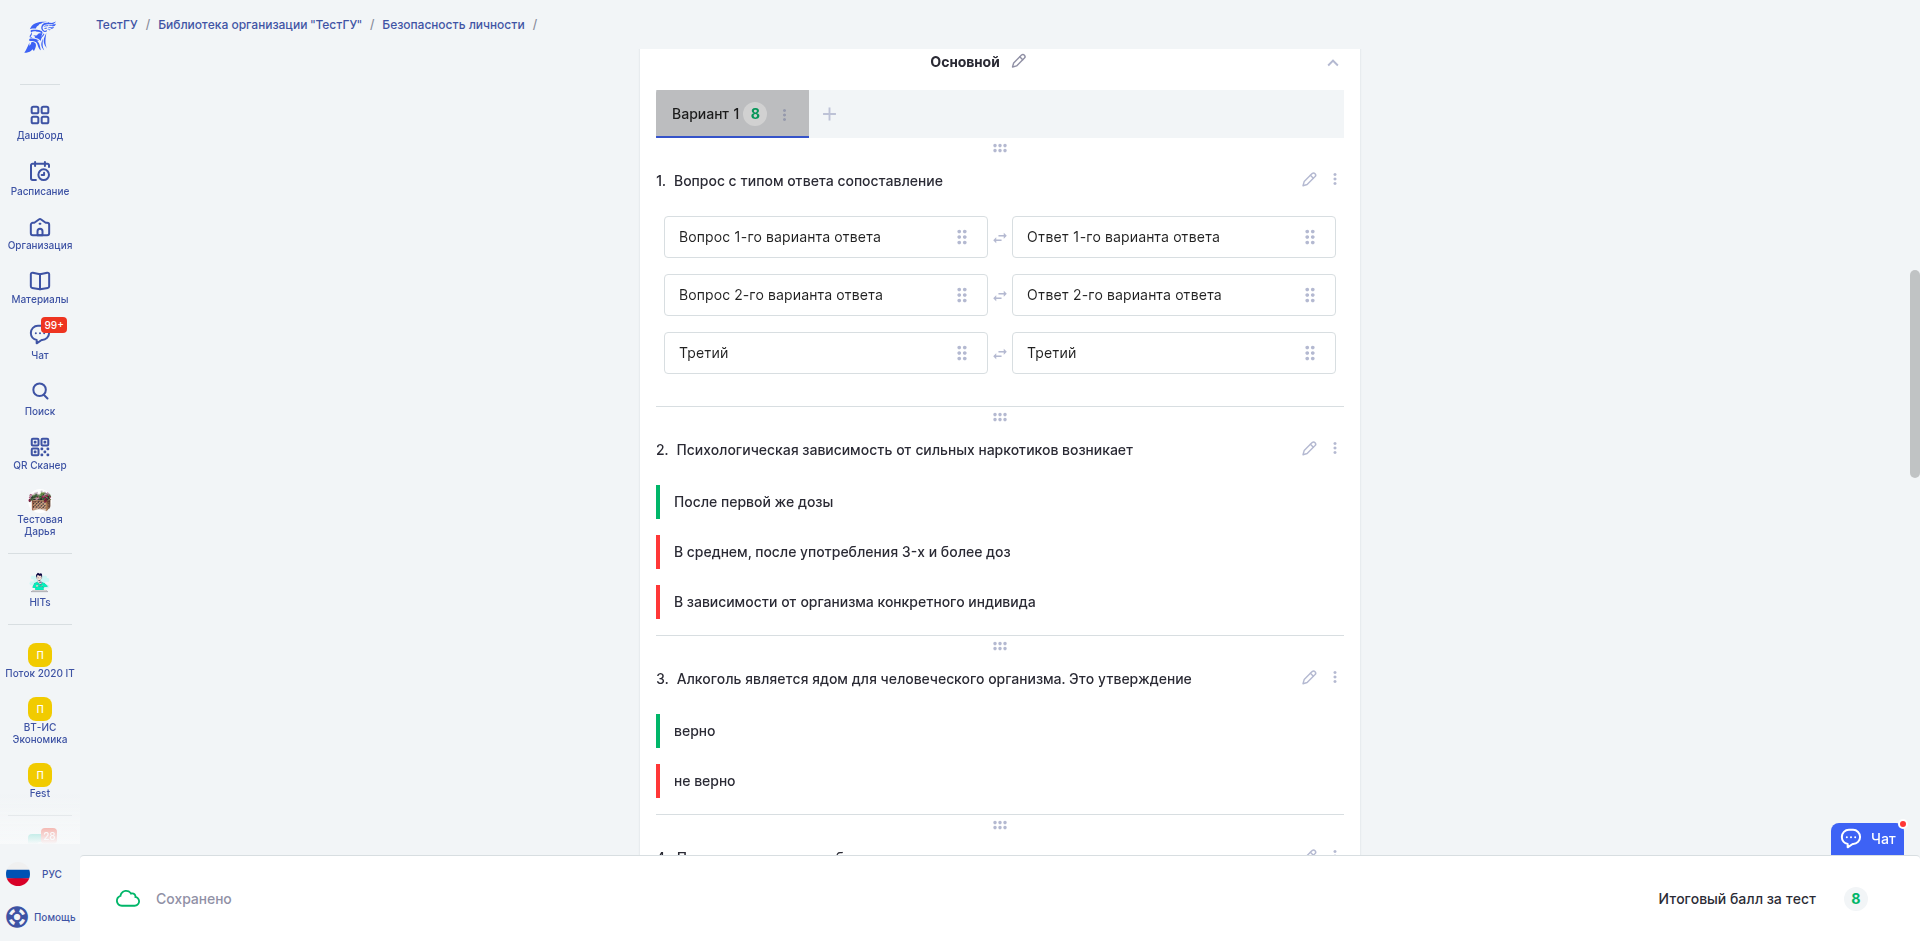 ТестГУ / Библиотека организации "ТестГУ" / Безопасность личности /
Дашборд
Расписание
Организация
Материалы
99+
Чат
Поиск
QR Сканер
Тестовая
Дарья
HITs
П
Поток 2020 IT
П
ВТ-ИС
Экономика
П
Fest
28
РУС
Помощь
Основной
Вариант 1 8
1. Вопрос с типом ответа сопоставление
Вопрос 1-го варианта ответа
Ответ 1-го варианта ответа
Вопрос 2-го варианта ответа
Ответ 2-го варианта ответа
Третий
Третий
2. Психологическая зависимость от сильных наркотиков возникает
После первой же дозы
В среднем, после употребления 3-х и более доз
В зависимости от организма конкретного индивида
3. Алкоголь является ядом для человеческого организма. Это утверждение
верно
не верно
Чат
Сохранено
Итоговый балл за тест 8